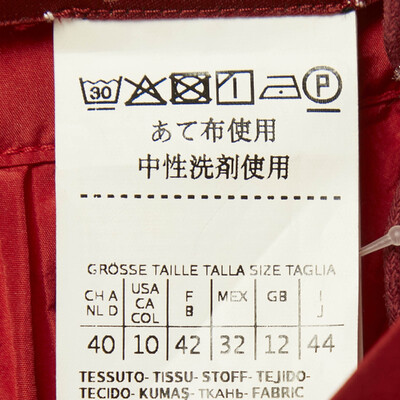 30 P
あて布使用
中性洗剤使用
GRÖSSE TAILLE TALLA SIZE TAGLIA
CH A NL D USA CA COL F B MEX GB I J
40 10 42 32 12 44
TESSUTO- TISSU- STOFF- TEJIDO-
TECIDO- KUMAŞ- ТКАНЬ- FABRIC